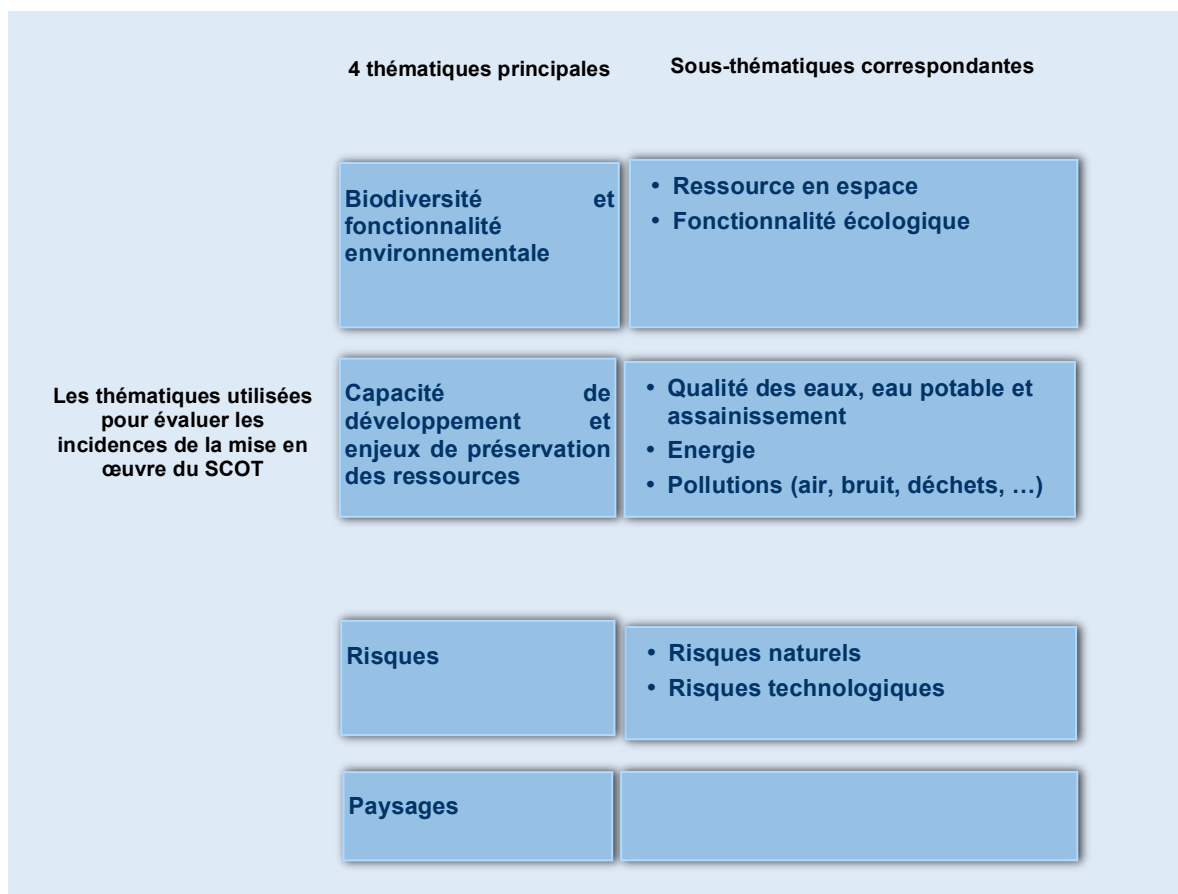 4 thématiques principales
Sous-thématiques correspondantes
Les thématiques utilisées
pour évaluer les
incidences de la mise en
œuvre du SCOT
Biodiversité et
fonctionnalité
environnementale
• Ressource en espace
• Fonctionnalité écologique
Capacité de
développement et
enjeux de préservation
des ressources
• Qualité des eaux, eau potable et
assainissement
• Energie
• Pollutions (air, bruit, déchets, …)
Risques
• Risques naturels
• Risques technologiques
Paysages